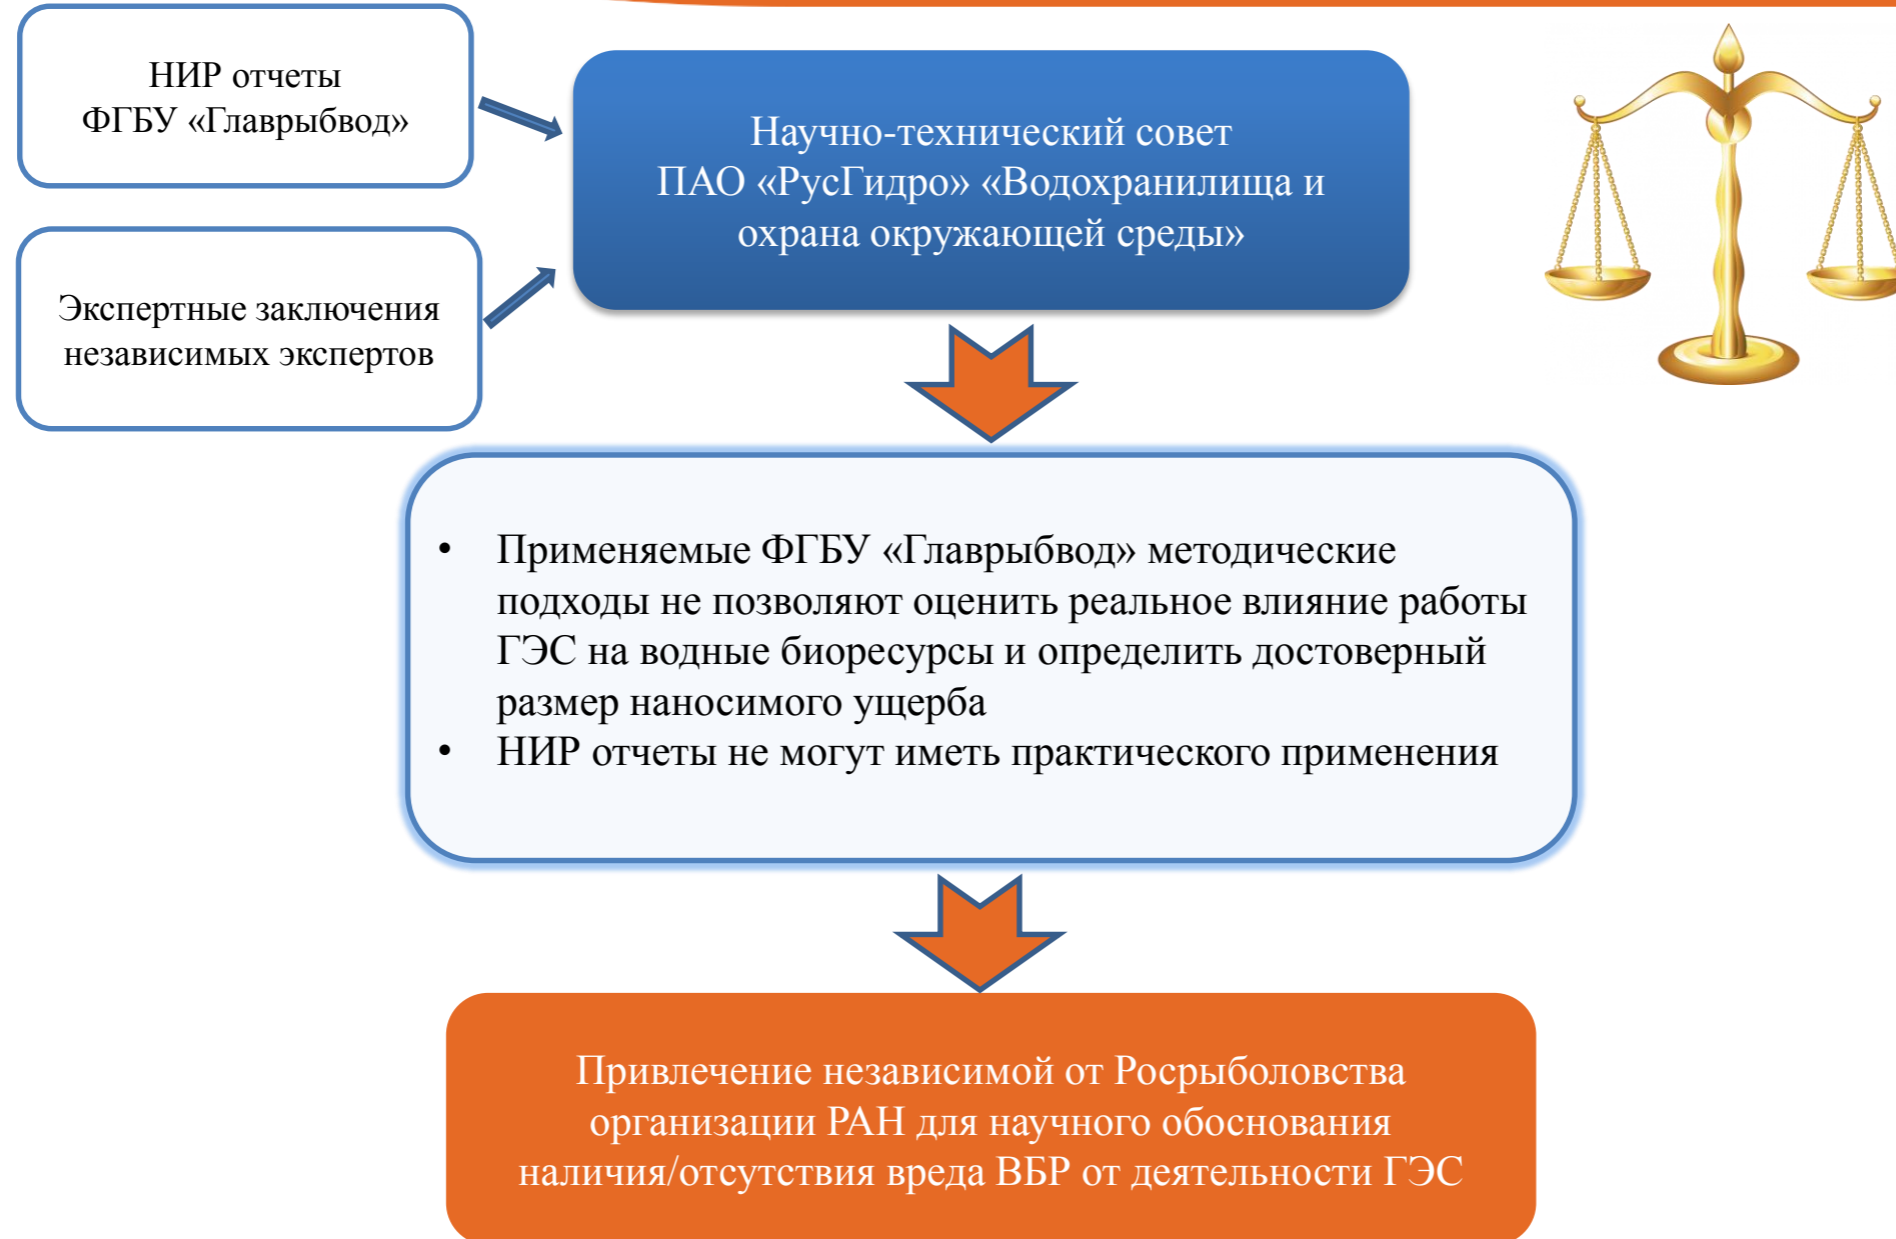 НИР отчеты
ФГБУ «Главрыбвод»
Научно-технический совет
ПАО «РусГидро» «Водохранилища и
охрана окружающей среды»
Экспертные заключения
независимых экспертов
• Применяемые ФГБУ «Главрыбвод» методические
подходы не позволяют оценить реальное влияние работы
ГЭС на водные биоресурсы и определить достоверный
размер наносимого ущерба
• НИР отчеты не могут иметь практического применения
Привлечение независимой от Росрыболовства
организации РАН для научного обоснования
наличия/отсутствия вреда ВБР от деятельности ГЭС